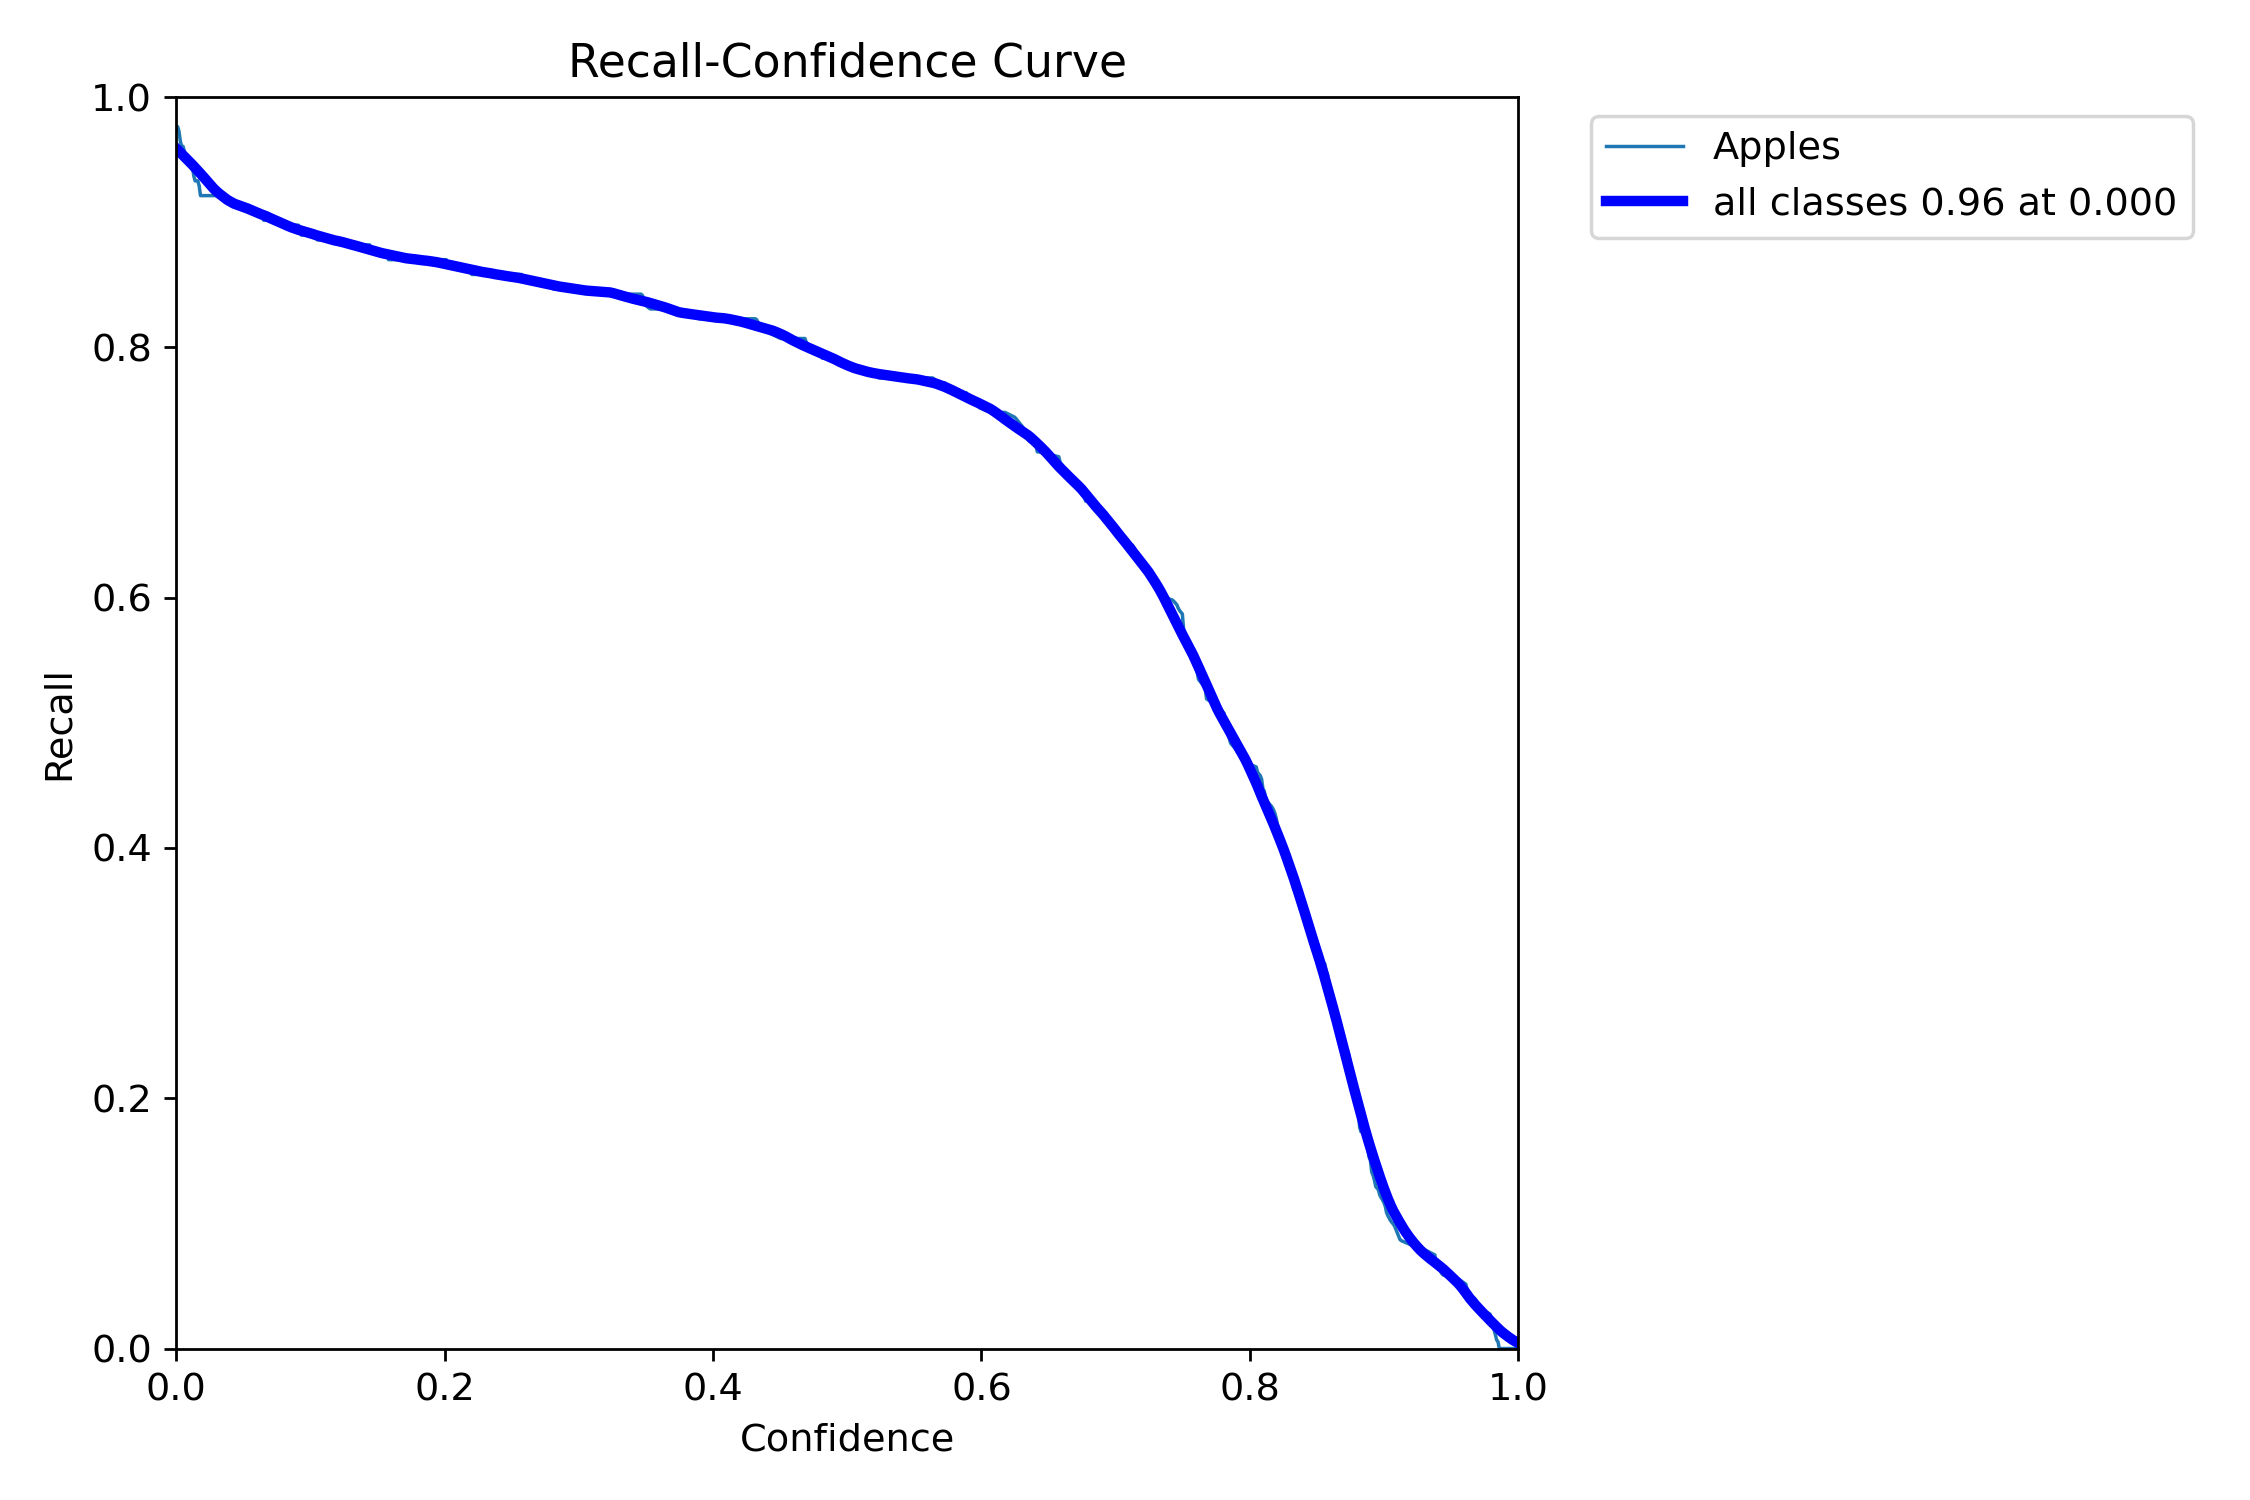 Recall-Confidence Curve
1.0
0.8
0.6
0.4
0.2
0.0
Recall
0.0 0.2 0.4 0.6 0.8 1.0
Confidence
Apples
all classes 0.96 at 0.000